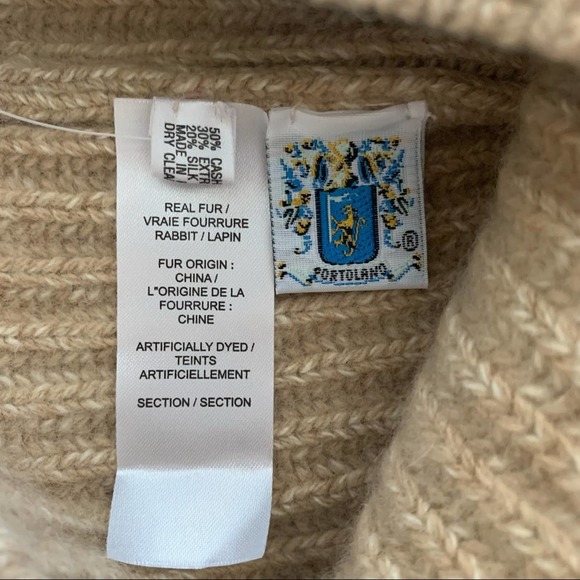 50% CASH
30% EXTR
20% SILK
MADE IN
DRY CLEA
REAL FUR /
VRAIE FOURRURE
RABBIT / LAPIN
FUR ORIGIN :
CHINA /
L"ORIGINE DE LA
FOURRURE :
CHINE
ARTIFICIALLY DYED /
TEINTS
ARTIFICIELLEMENT
SECTION / SECTION
®
PORTOLANO